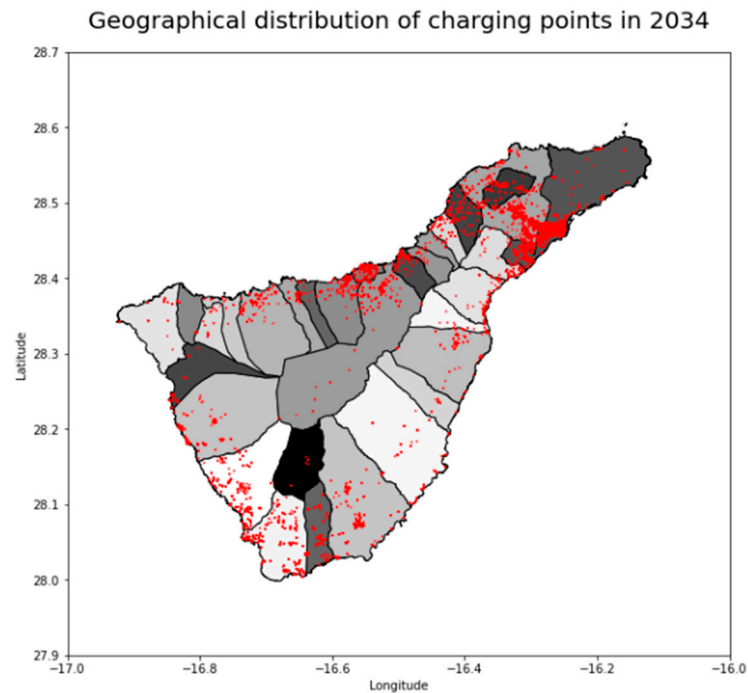 Geographical distribution of charging points in 2034
28.7
28.6
28.5
28.4
28.3
28.2
28.1
28.0
27.9
Latitude
−17.0 −16.8 −16.6 −16.4 −16.2 −16.0
Longitude